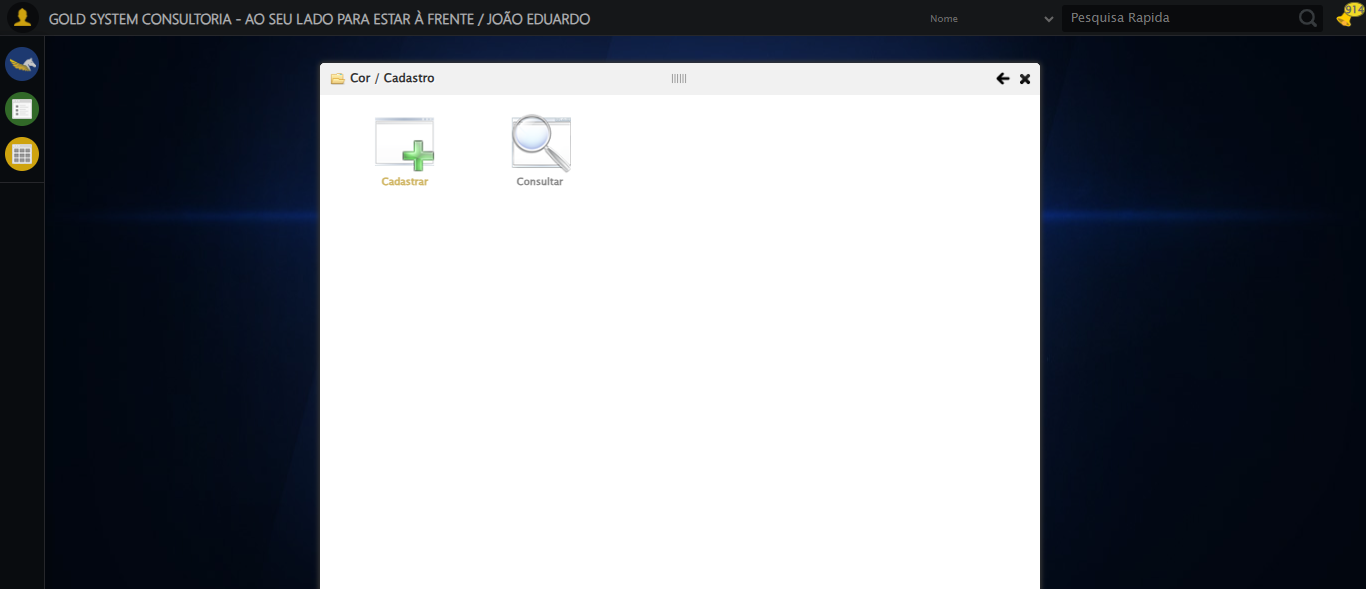 GOLD SYSTEM CONSULTORIA - AO SEU LADO PARA ESTAR À FRENTE / JOÃO EDUARDO
Nome
Pesquisa Rapida
914
Cor / Cadastro
Cadastrar
Consultar